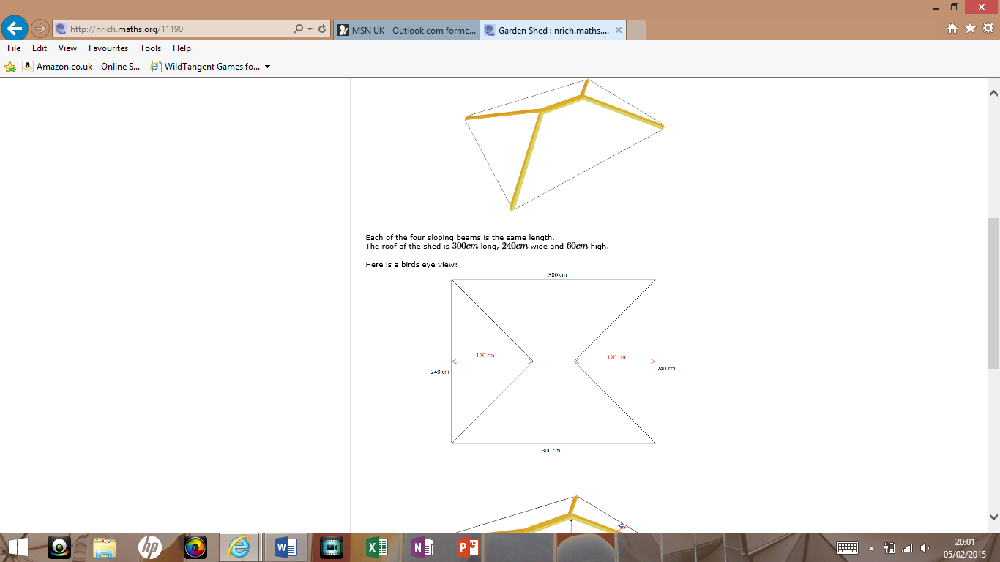 http://nrich.maths.org/11190
MSN UK - Outlook.com forme...
Garden Shed : nrich.maths....
File Edit View Favourites Tools Help
Amazon.co.uk – Online S...
WildTangent Games fo...
Each of the four sloping beams is the same length.
The roof of the shed is 300cm long, 240cm wide and 60cm high.
Here is a birds eye view:
300 cm
120 cm
120 cm
240 cm
240 cm
300 cm
20:01
05/02/2015